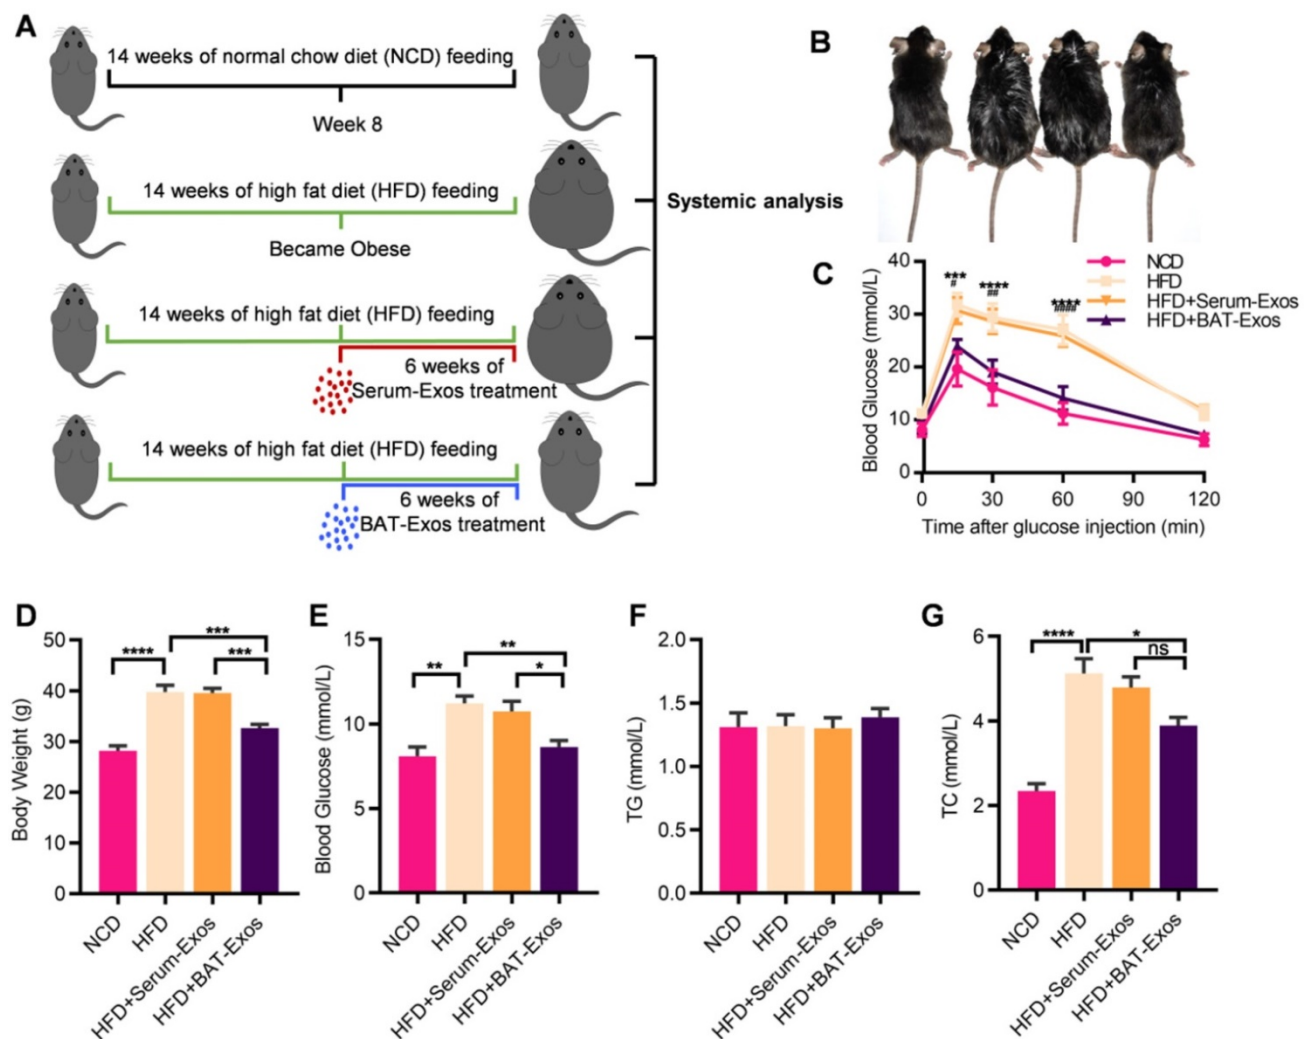 A
14 weeks of normal chow diet (NCD) feeding
Week 8
14 weeks of high fat diet (HFD) feeding
Became Obese
14 weeks of high fat diet (HFD) feeding
6 weeks of
Serum-Exos treatment
14 weeks of high fat diet (HFD) feeding
6 weeks of
BAT-Exos treatment
Systemic analysis
B
C
Blood Glucose (mmol/L)
40
30
20
10
0
***
#
****
##
****
####
NCD
HFD
HFD+Serum-Exos
HFD+BAT-Exos
0
30
60
90
120
Time after glucose injection (min)
D
Body Weight (g)
50
40
30
20
10
0
****
***
***
NCD
HFD
HFD+Serum-Exos
HFD+BAT-Exos
E
Blood Glucose (mmol/L)
15
10
5
0
**
**
*
NCD
HFD
HFD+Serum-Exos
HFD+BAT-Exos
F
TG (mmol/L)
2.0
1.5
1.0
0.5
0.0
NCD
HFD
HFD+Serum-Exos
HFD+BAT-Exos
G
TC (mmol/L)
6
4
2
0
****
*
ns
NCD
HFD
HFD+Serum-Exos
HFD+BAT-Exos